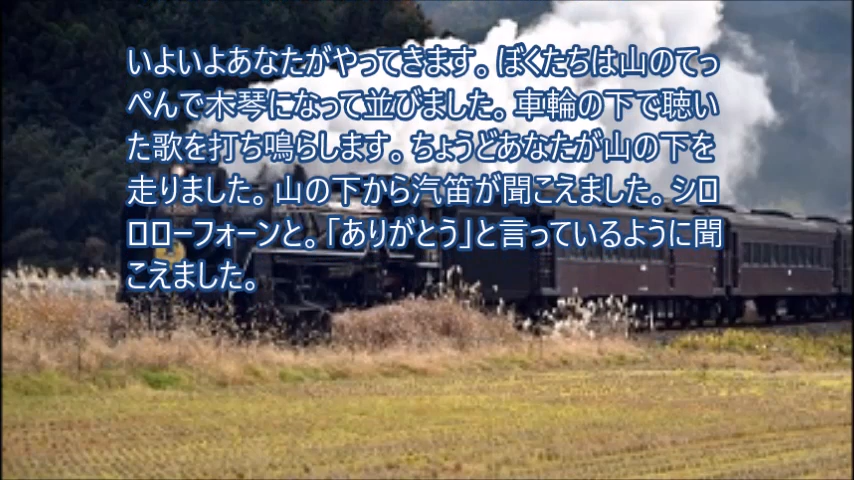 いよいよあなたがやってきます。ぼくたちは山のてっ
ぺんで木琴になって並びました。車輪の下で聴い
た歌を打ち鳴らします。ちょうどあなたが山の下を
走りました。山の下から汽笛が聞こえました。シロ
ロローフォーンと。「ありがとう」と言っているように聞
こえました。